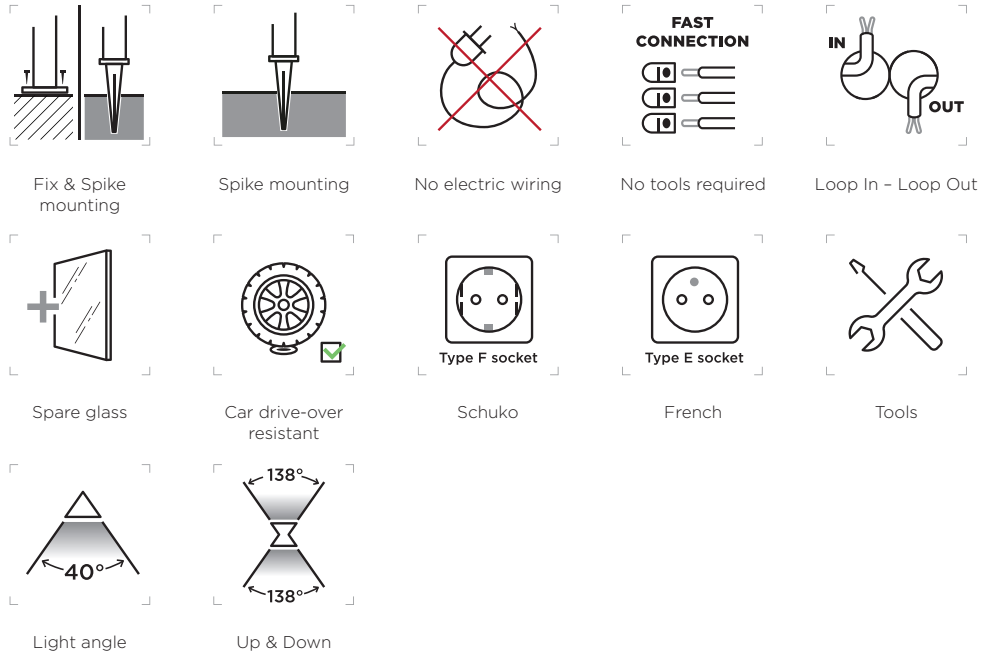 FAST
CONNECTION
IN
OUT
Fix & Spike
mounting
Spike mounting
No electric wiring
No tools required
Loop In – Loop Out
Type F socket
Type E socket
Spare glass
Car drive-over
resistant
Schuko
French
Tools
40°
138°
138°
Light angle
Up & Down